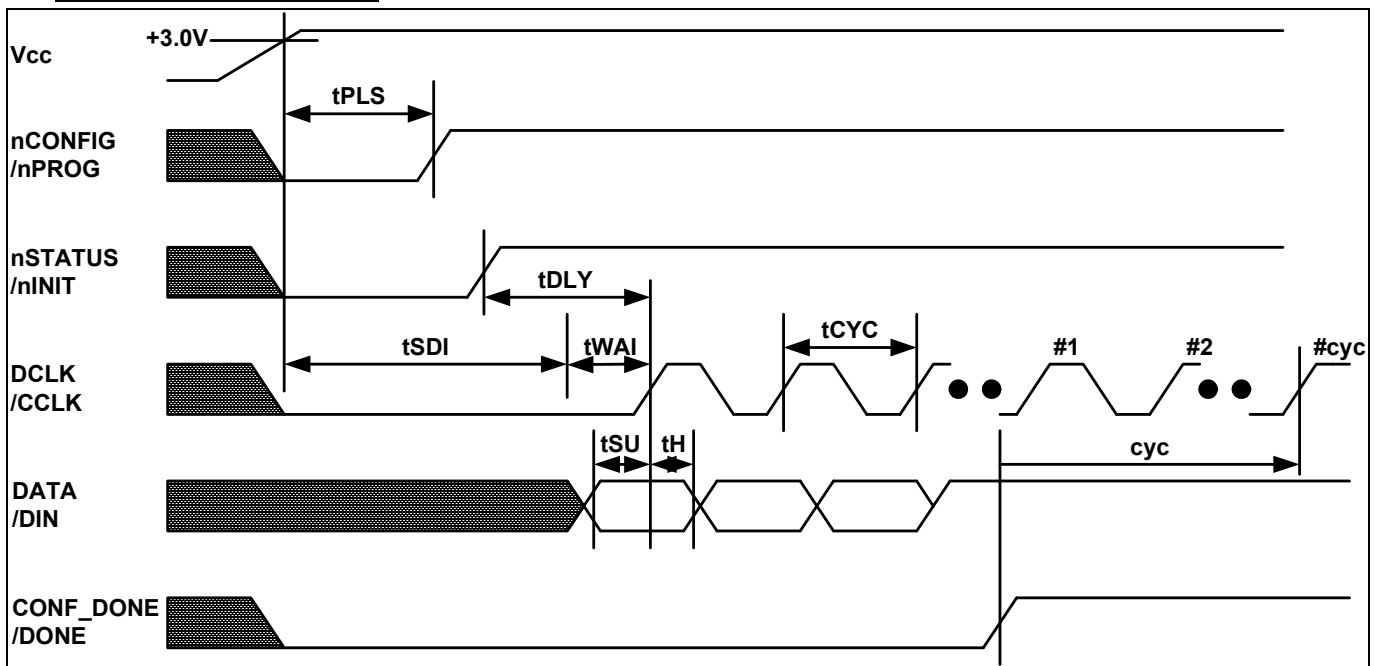 +3.0V
Vcc
tPLS
nCONFIG
/nPROG
nSTATUS
/nINIT
tDLY
tSDI
tWAI
tCYC
#1
#2
#cyc
DCLK
/CCLK
tSU
tH
cyc
DATA
/DIN
CONF_DONE
/DONE